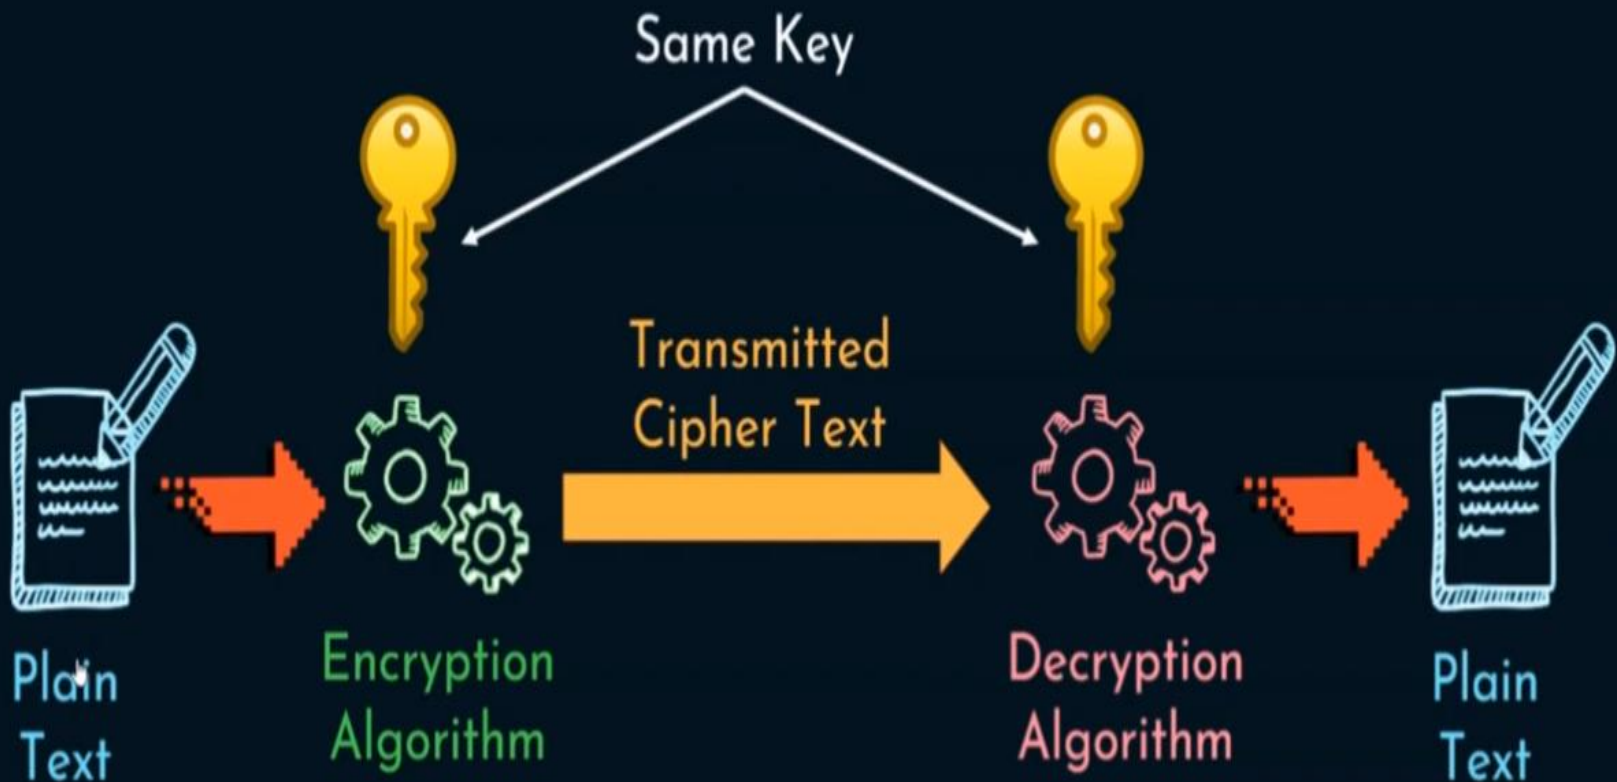 Same Key
Transmitted
Cipher Text
Plain
Text
Encryption
Algorithm
Decryption
Algorithm
Plain
Text